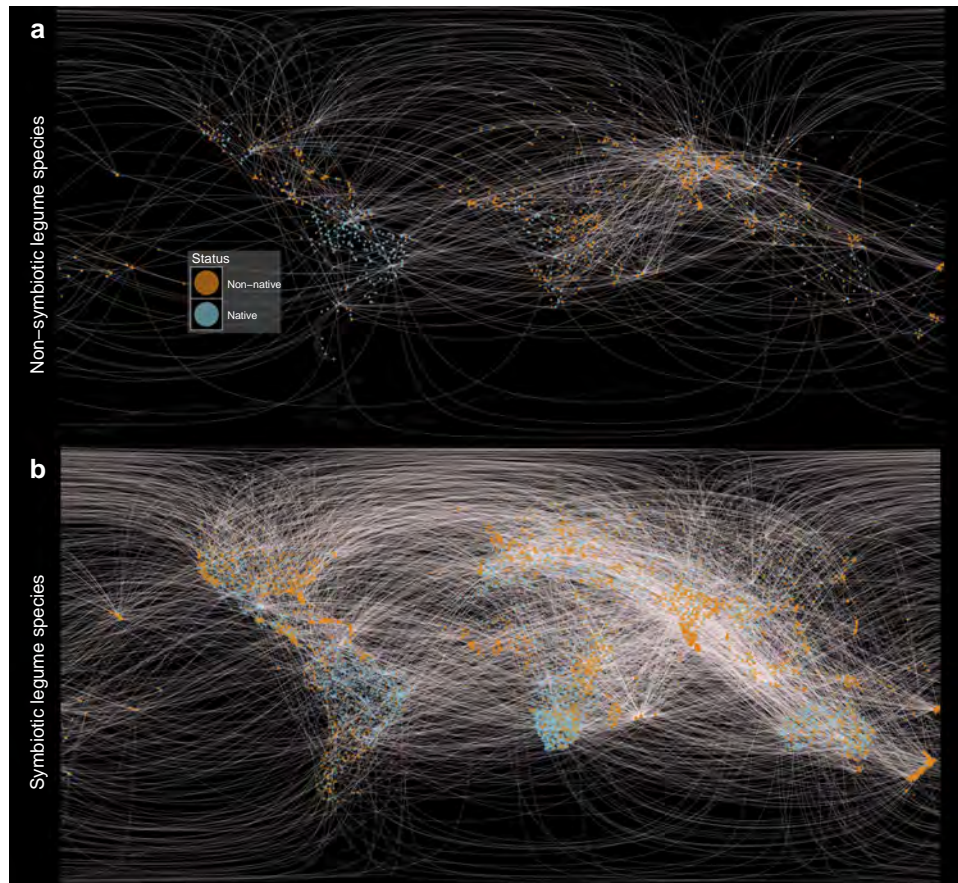 a
Non−symbiotic legume species
Status
Non−native
Native
b
Symbiotic legume species